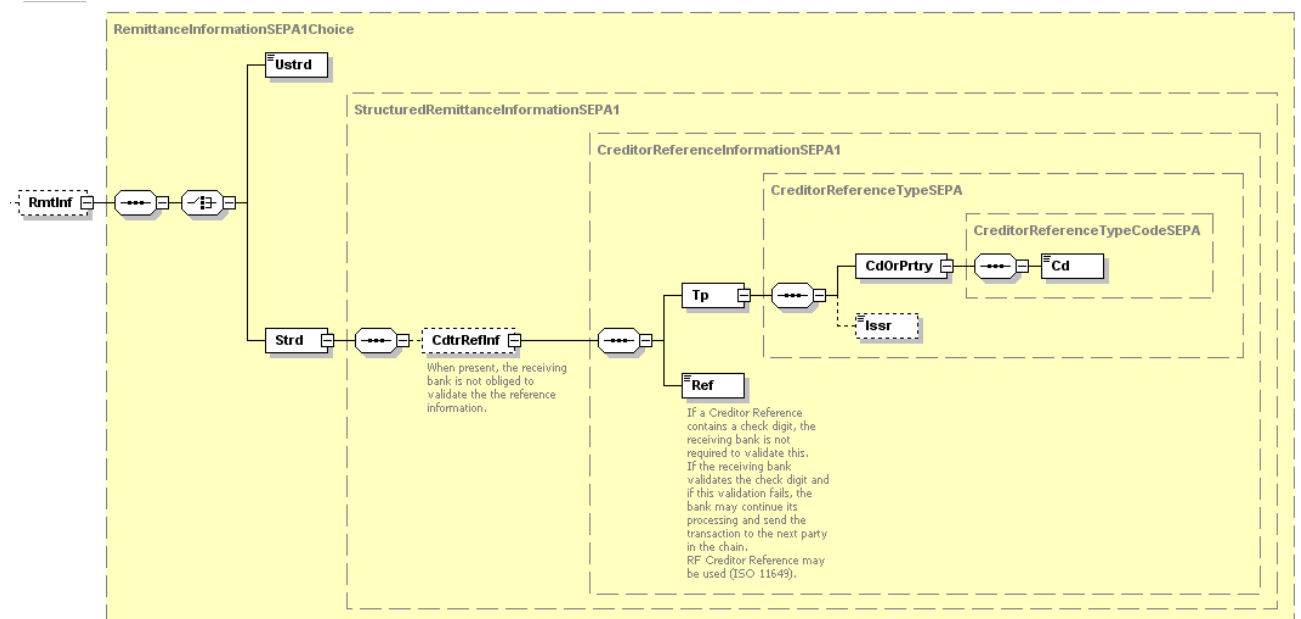 RemittanceInformationSEPA1Choice
Ustrd
StructuredRemittanceInformationSEPA1
CreditorReferenceInformationSEPA1
CreditorReferenceTypeSEPA
CreditorReferenceTypeCodeSEPA
RmtInf
CdOrPrtry
Cd
Tp
Issr
Strd
CdtrRefInf
When present, the receiving
bank is not obliged to
validate the the reference
information.
Ref
If a Creditor Reference
contains a check digit, the
receiving bank is not
required to validate this.
If the receiving bank
validates the check digit and
if this validation fails, the
bank may continue its
processing and send the
transaction to the next party
in the chain.
RF Creditor Reference may
be used (ISO 11649).